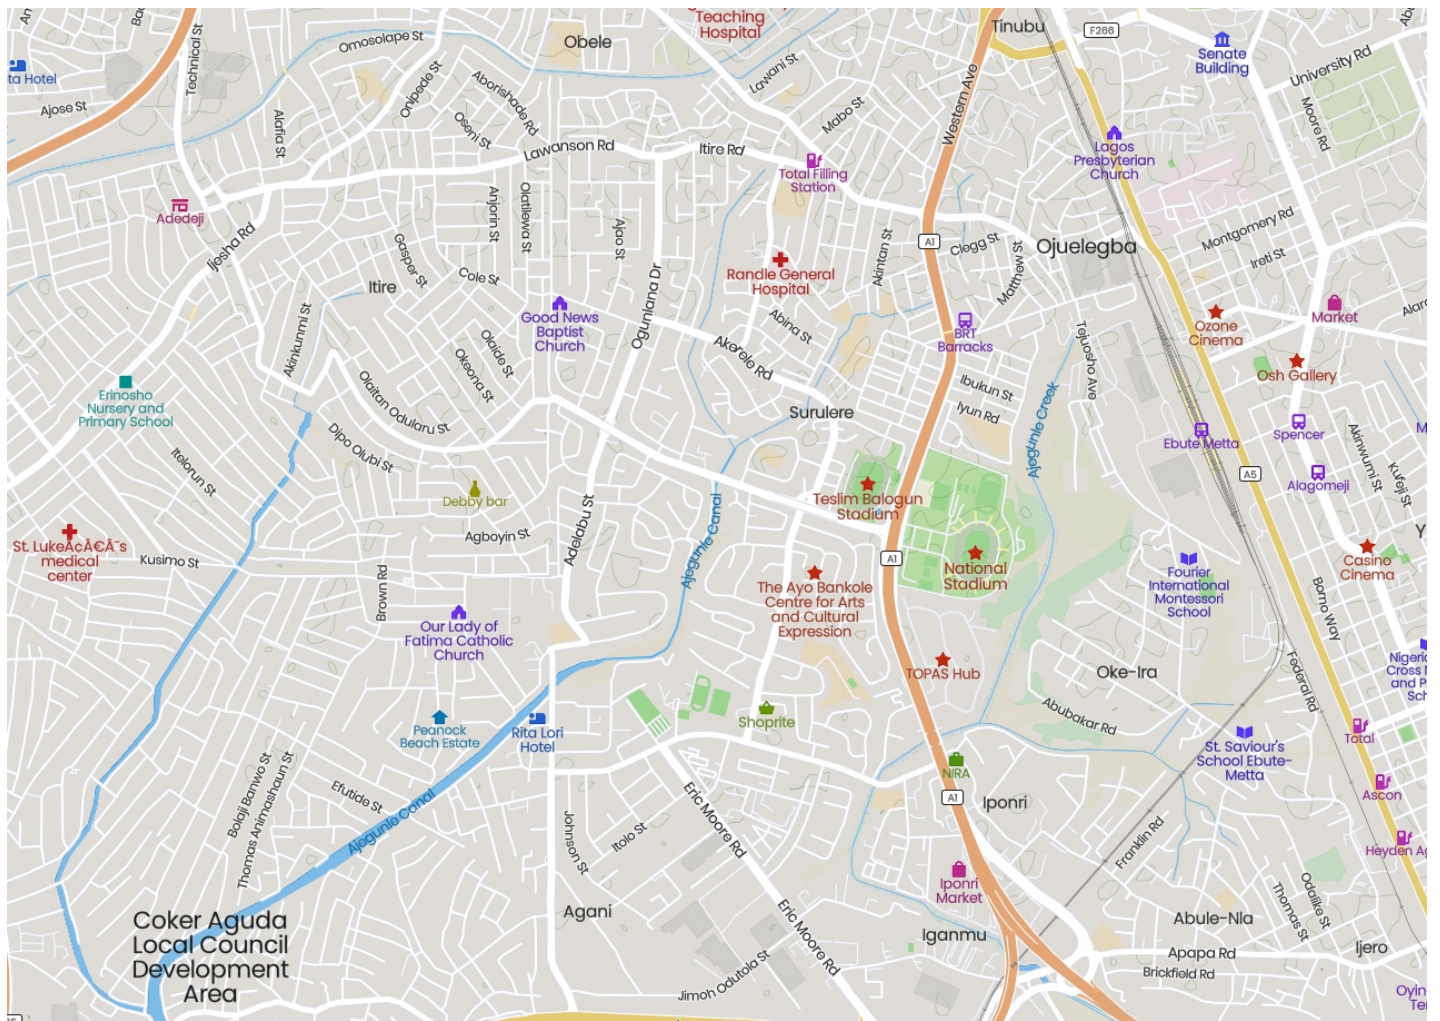 Teaching
Hospital
Tinubu
F266
Obele
Omosolape St
Technical St
Senate
Building
University Rd
ta Hotel
Ajose St
Onipede St
Aborishade Rd
Lawani St
Western Ave
Moore Rd
Alafia St
Oseni St
Mabo St
Lagos
Presbyterian
Church
Lawanson Rd
Itire Rd
Total Filling
Station
Adedeji
Ijesha Rd
Anjorin St
Olatilewa St
Ajao St
Akintan St
A1
Clegg St
Matthew St
Ojuelegba
Montgomery Rd
Ireti St
Gasper St
Cole St
Itire
Ogunlana Dr
Randle General
Hospital
Good News
Baptist
Church
Abina St
BRT
Barracks
Ozone
Cinema
Market
Akinkunmi St
Olaide St
Okeona St
Akerele Rd
Tejuosho Ave
Osh Gallery
Erinosho
Nursery and
Primary School
Olaitan Odularu St
Surulere
Ibukun St
Iyun Rd
Ajegunle Creek
Ebute Metta
Spencer
Dipo Olubi St
Itelorun St
Akinwumi St
Kufeji St
A5
Alagomeji
Debby bar
Teslim Balogun
Stadium
Agboyin St
Adelabu St
Ajegunle Canal
St. LukeÃ¢Â€Â¨s
medical
center
Kusimo St
A1
National
Stadium
Casino
Cinema
Brown Rd
The Ayo Bankole
Centre for Arts
and Cultural
Expression
Fourier
International
Montessori
School
Borno Way
Our Lady of
Fatima Catholic
Church
TOPAS Hub
Oke-Ira
Federal Rd
Abubakar Rd
Peanock
Beach Estate
Rita Lori
Hotel
Shoprite
St. Saviour's
School Ebute-
Metta
Total
NIRA
Bolaji Banwo St
Thomas Animashaun St
Efutide St
Ajegunle Canal
Eric Moore Rd
A1
Iponri
Ascon
Johnson St
Itolo St
Franklin Rd
Heyden Ag
Iponri
Market
Odaliki St
Thomas St
Coker Aguda
Local Council
Development
Area
Agani
Eric Moore Rd
Iganmu
Abule-Nla
Ijero
Apapa Rd
Brickfield Rd
Jimoh Odutola St